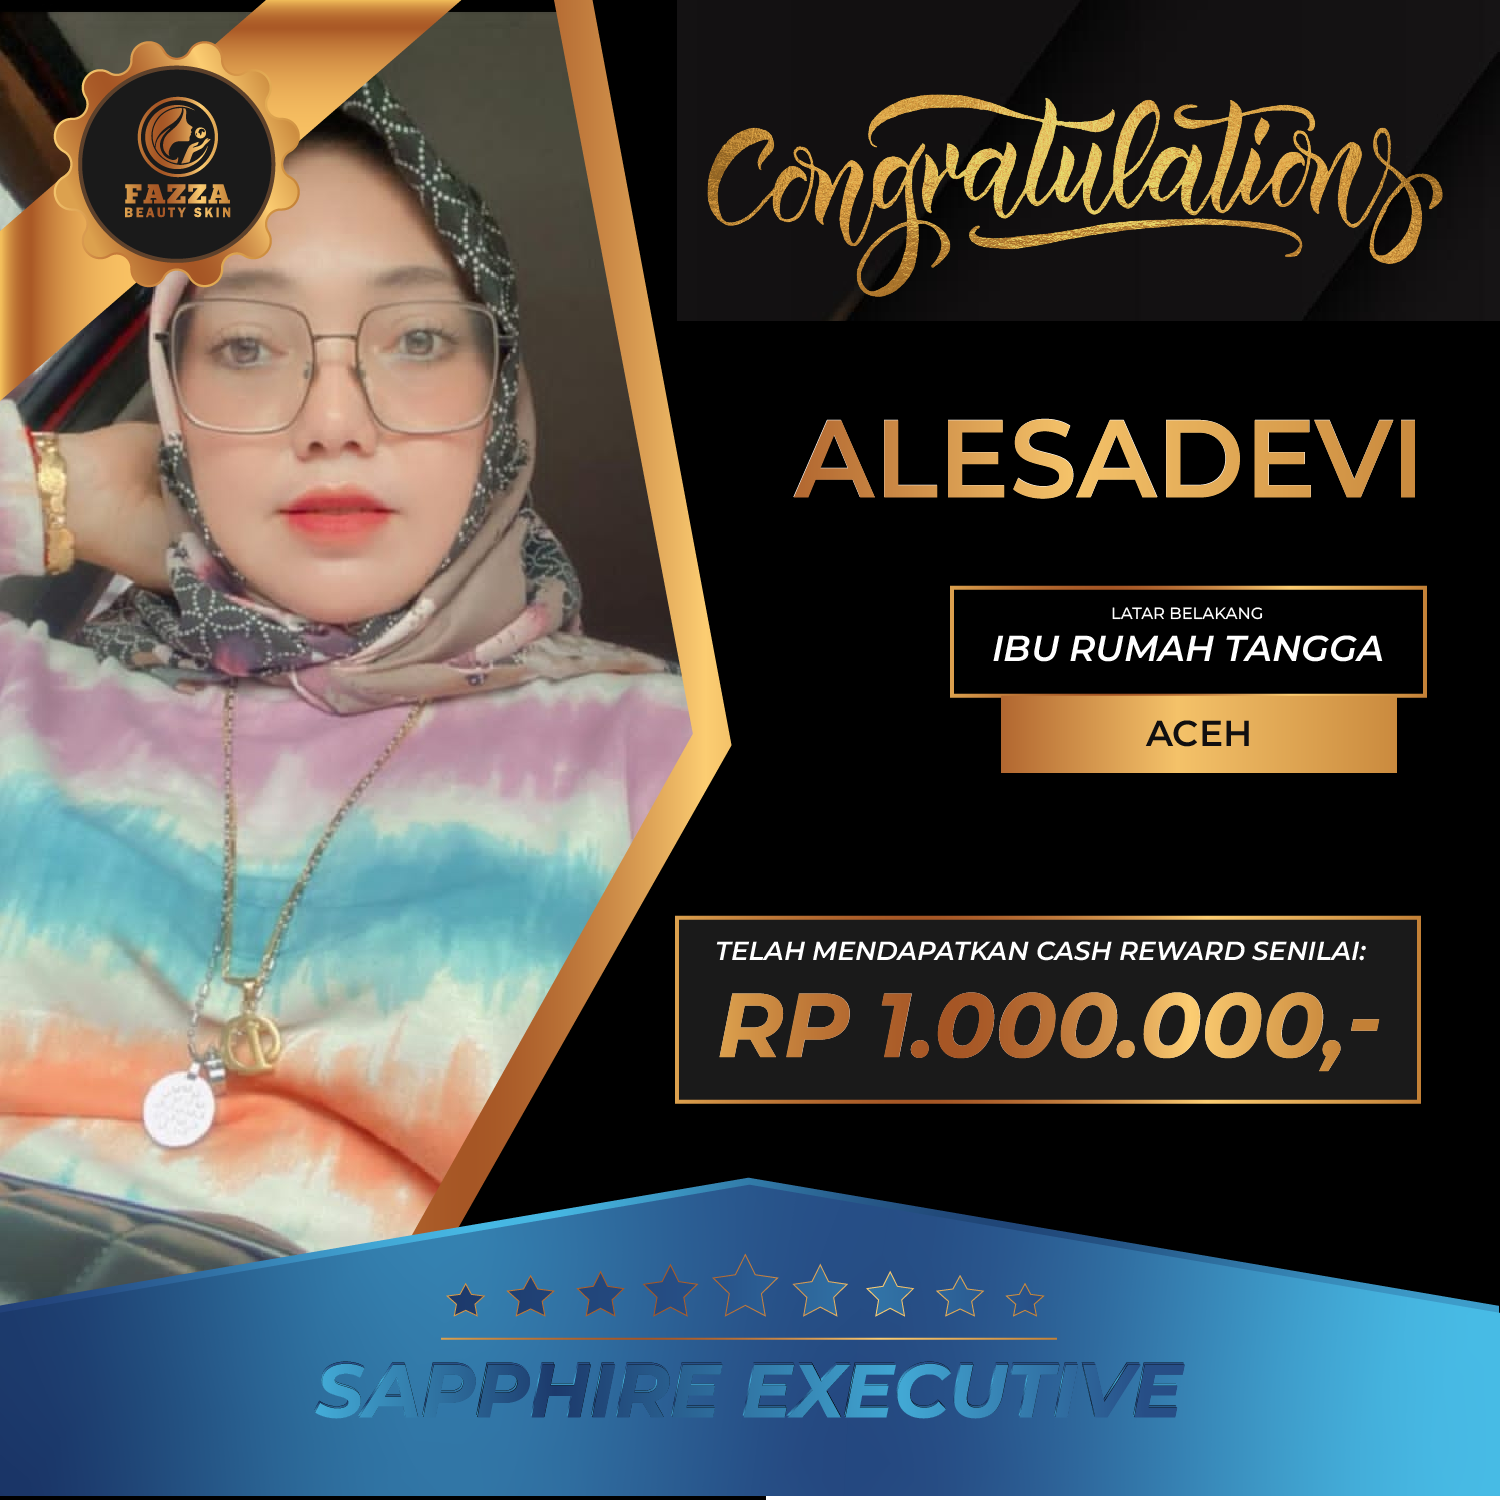 FAZZA
BEAUTY SKIN
Congratulations
ALESADEVI
LATAR BELAKANG
IBU RUMAH TANGGA
ACEH
TELAH MENDAPATKAN CASH REWARD SENILAI:
RP 1.000.000,-
SAPPHIRE EXECUTIVE